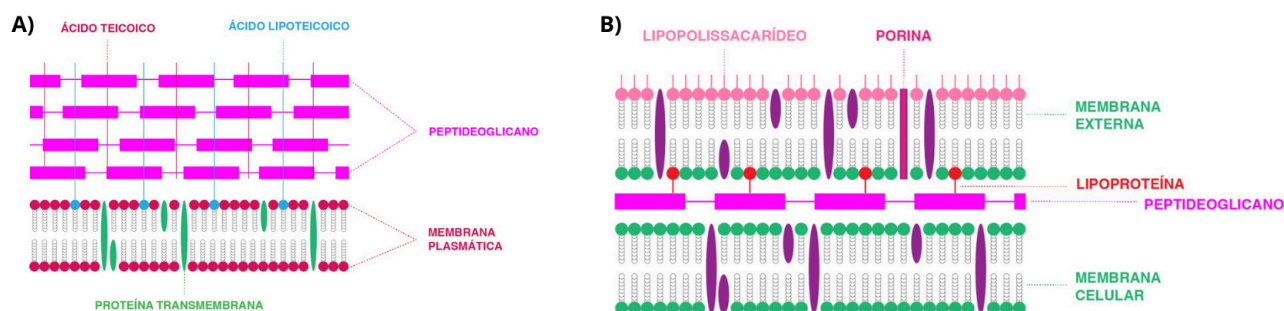 A)
ÁCIDO TEICOICO
ÁCIDO LIPOTEICOICO
PEPTIDEOGLICANO
MEMBRANA
PLASMÁTICA
PROTEÍNA TRANSMEMBRANA
B)
LIPOPOLISSACARÍDEO
PORINA
MEMBRANA
EXTERNA
LIPOPROTEÍNA
PEPTIDEOGLICANO
MEMBRANA
CELULAR